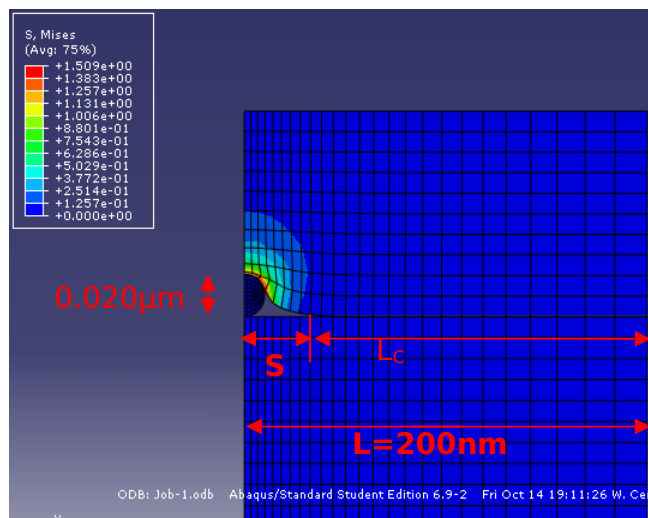 S, Mises
(Avg: 75%)
+1.509e+00
+1.383e+00
+1.257e+00
+1.131e+00
+1.006e+00
+8.801e-01
+7.543e-01
+6.286e-01
+5.029e-01
+3.772e-01
+2.514e-01
+1.257e-01
+0.000e+00
0.020μm
S
LC
L=200nm
ODB: Job-1.odb Abaqus/Standard Student Edition 6.9-2 Fri Oct 14 19:11:26 W. Ce